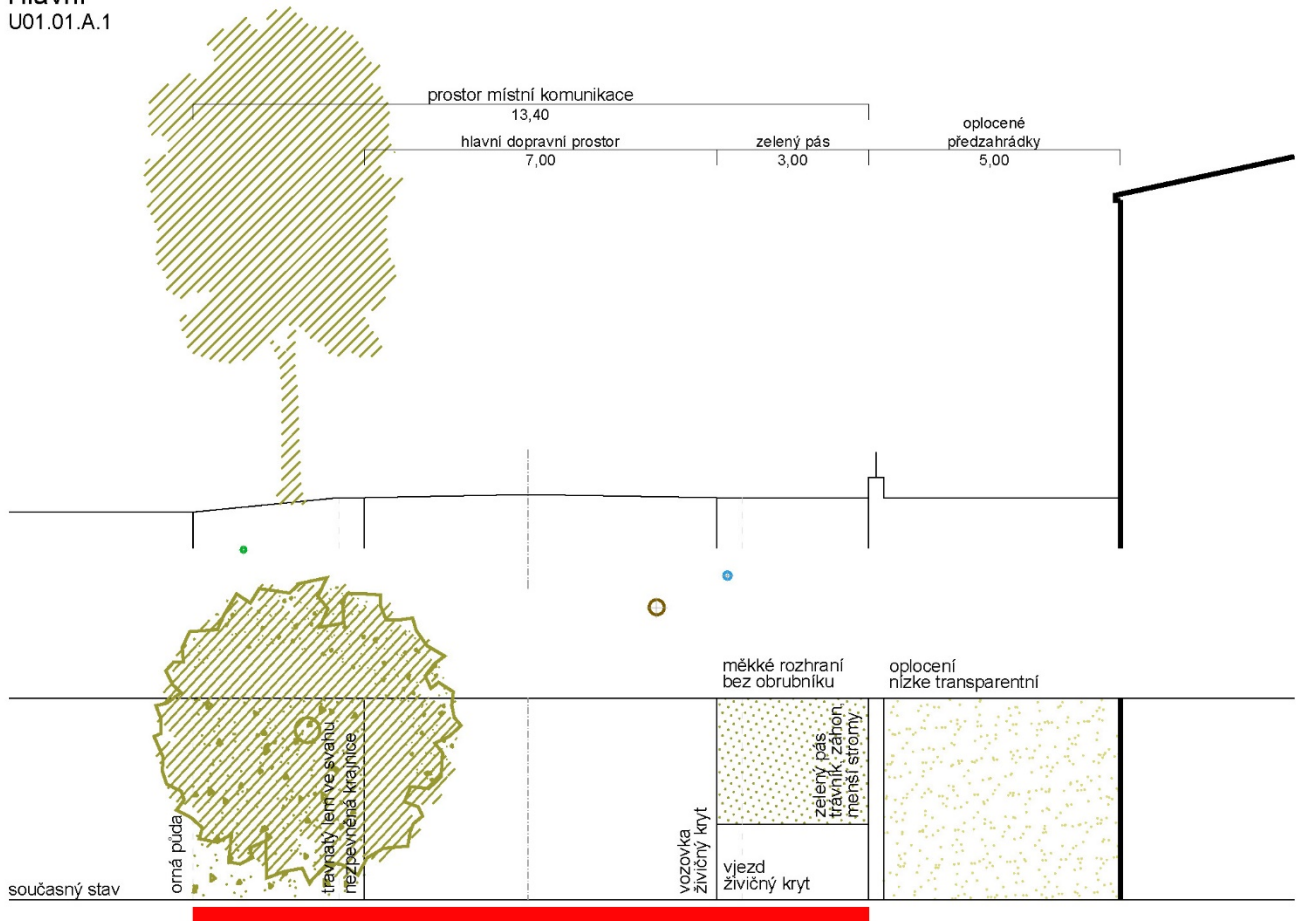 Hlavní
U01.01.A.1
prostor místní komunikace
13,40
hlavní dopravní prostor
7,00
zelený pás
3,00
oplocené
předzahrádky
5,00
měkké rozhraní
bez obrubníku
oplocení
nízke transparentní
orná půda
travnatý lem ve svahu
nezpevněná krajnice
vozovka
živičný kryt
zelený pás
trávník, záhon,
menší stromy
vjezd
živičný kryt
současný stav